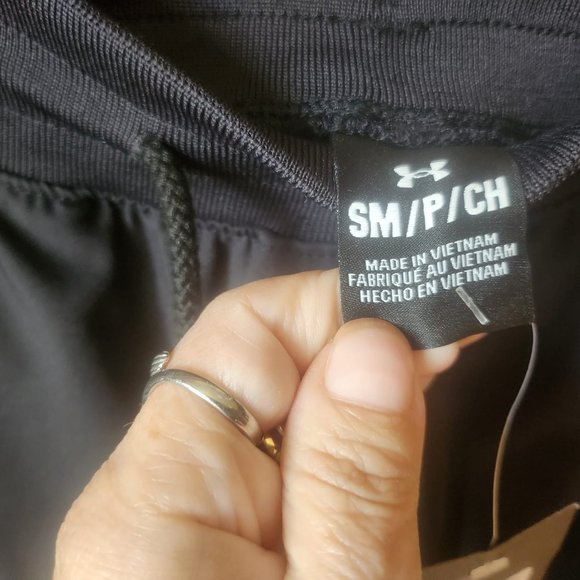 SM/P/CH
MADE IN VIETNAM
FABRIQUÉ AU VIETNAM
HECHO EN VIETNAM